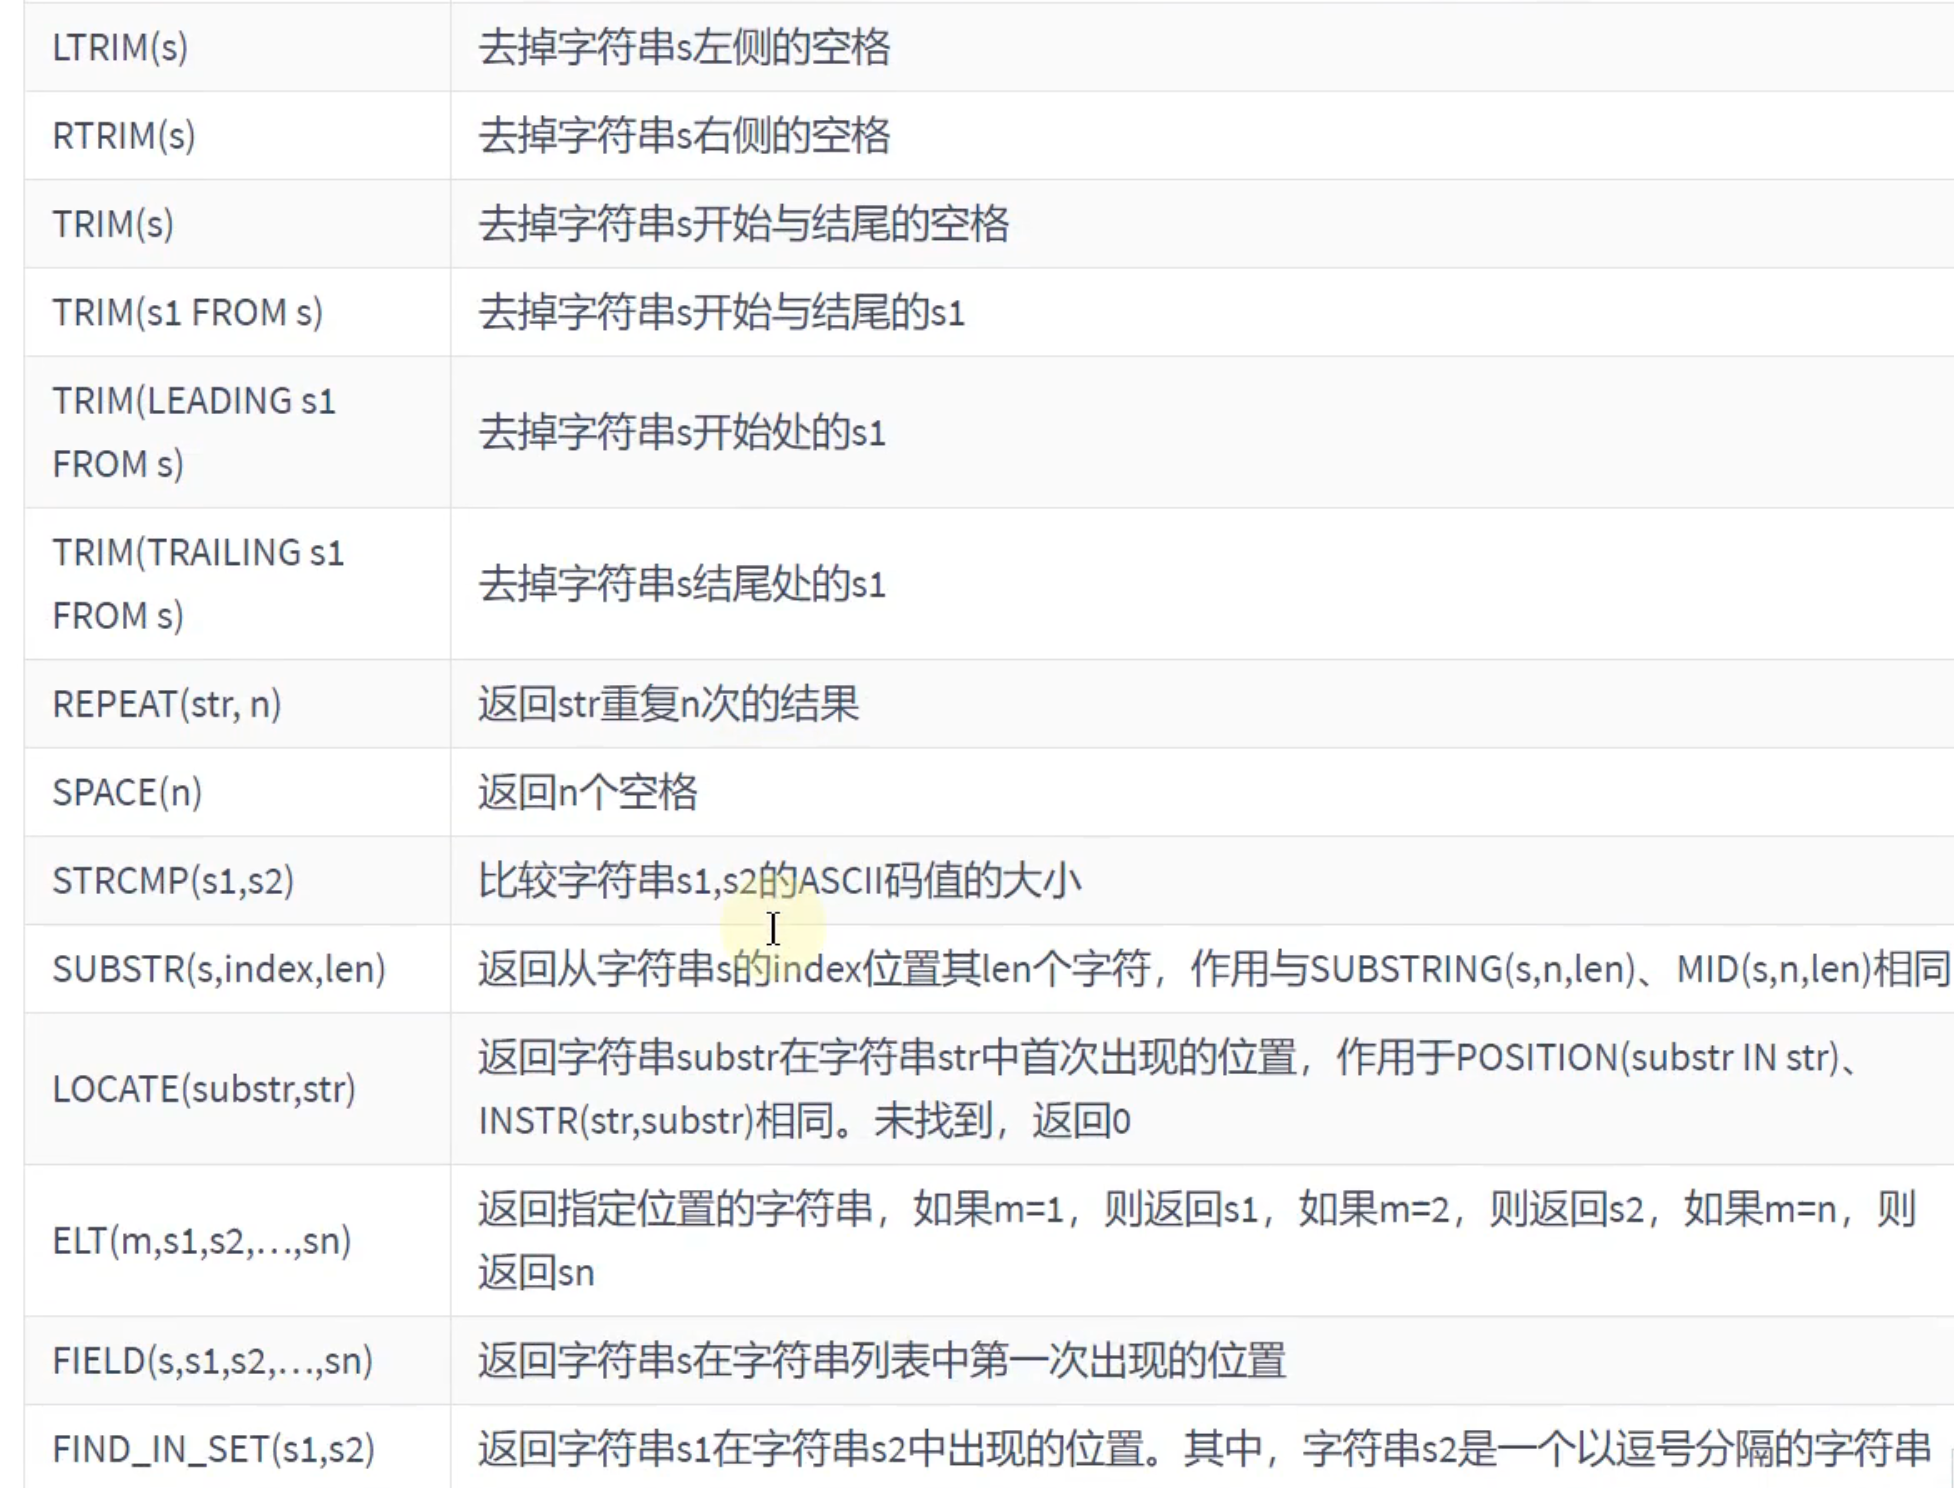 LTRIM(s)
去掉字符串s左侧的空格
RTRIM(s)
去掉字符串s右侧的空格
TRIM(s)
去掉字符串s开始与结尾的空格
TRIM(s1 FROM s)
去掉字符串s开始与结尾的s1
TRIM(LEADING s1
FROM s)
去掉字符串s开始处的s1
TRIM(TRAILING s1
FROM s)
去掉字符串s结尾处的s1
REPEAT(str, n)
返回str重复n次的结果
SPACE(n)
返回n个空格
STRCMP(s1,s2)
比较字符串s1,s2的ASCII码值的大小
SUBSTR(s,index,len)
返回从字符串s的index位置其len个字符，作用与SUBSTRING(s,n,len)、MID(s,n,len)相同
LOCATE(substr,str)
返回字符串substr在字符串str中首次出现的位置，作用于POSITION(substr IN str)、
INSTR(str,substr)相同。未找到，返回0
ELT(m,s1,s2,…,sn)
返回指定位置的字符串，如果m=1，则返回s1，如果m=2，则返回s2，如果m=n，则
返回sn
FIELD(s,s1,s2,…,sn)
返回字符串s在字符串列表中第一次出现的位置
FIND_IN_SET(s1,s2)
返回字符串s1在字符串s2中出现的位置。其中，字符串s2是一个以逗号分隔的字符串